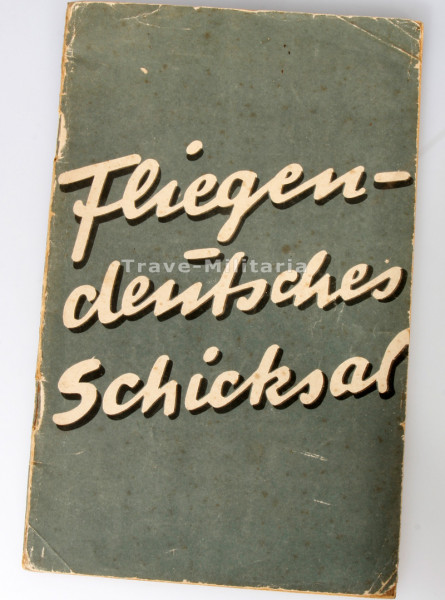 Fliegen-
deutsches
Schicksal
Trave-Militaria